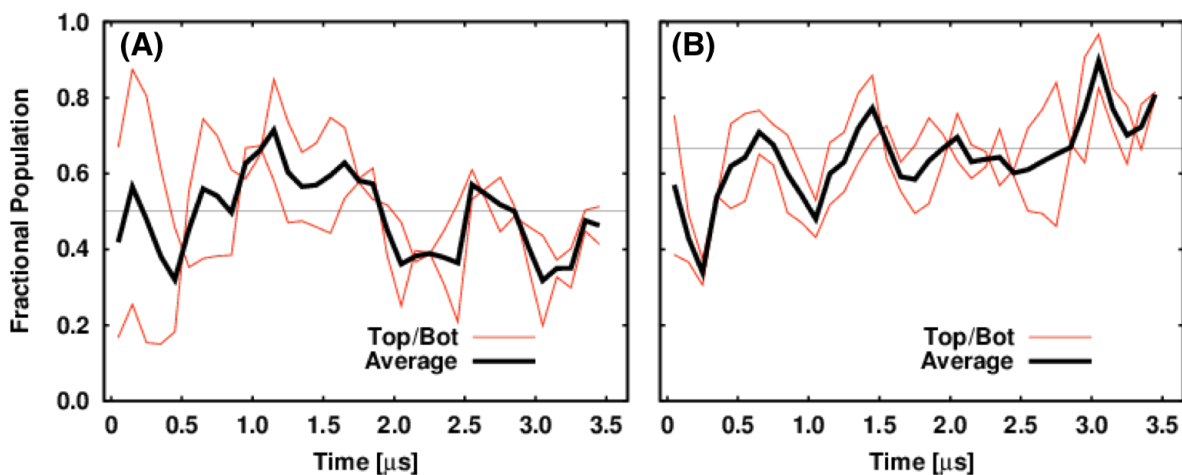 (A)
(B)
Fractional Population
1.0
0.8
0.6
0.4
0.2
0.0
Top/Bot
Average
Top/Bot
Average
0 0.5 1.0 1.5 2.0 2.5 3.0 3.5
0 0.5 1.0 1.5 2.0 2.5 3.0 3.5
Time [μs]
Time [μs]